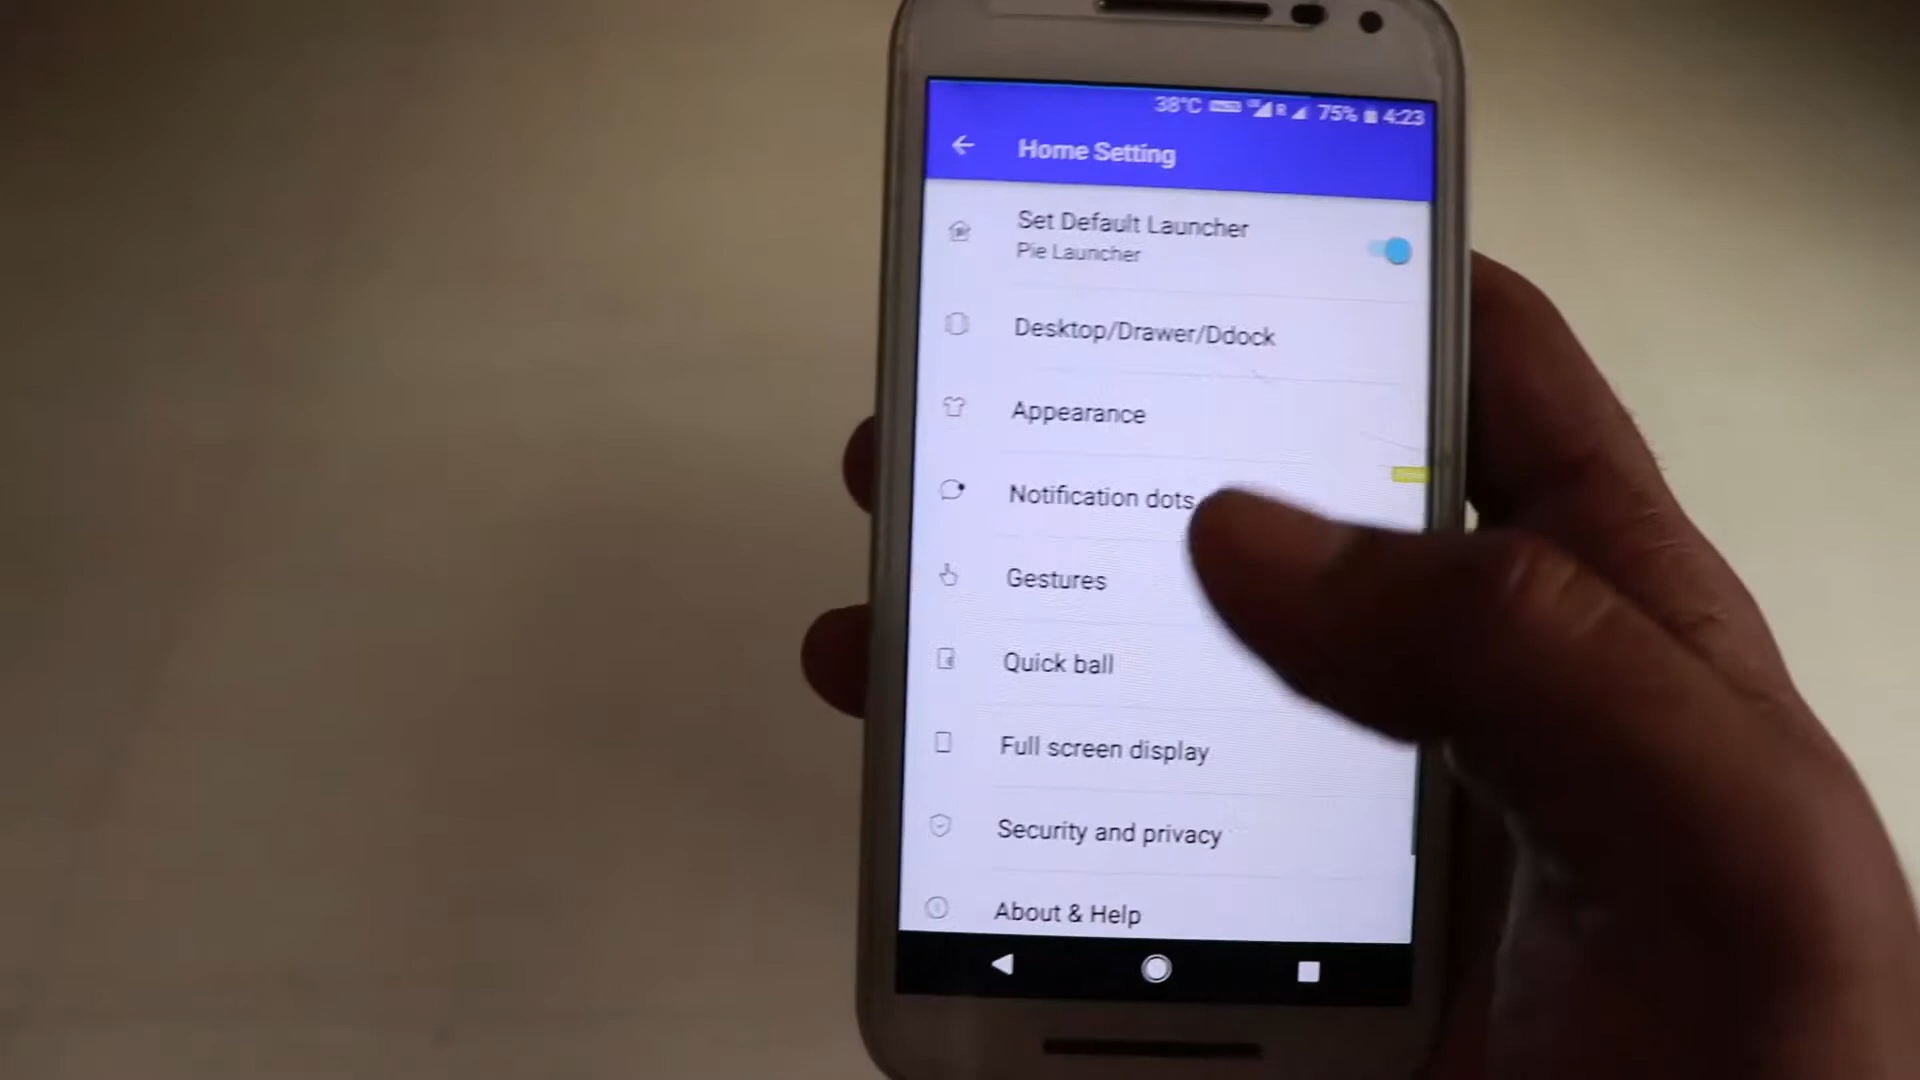 38°C R 75% 4:23
Home Setting
Set Default Launcher
Pie Launcher
Desktop/Drawer/Ddock
Appearance
Notification dots
Gestures
Quick ball
Full screen display
Security and privacy
About & Help